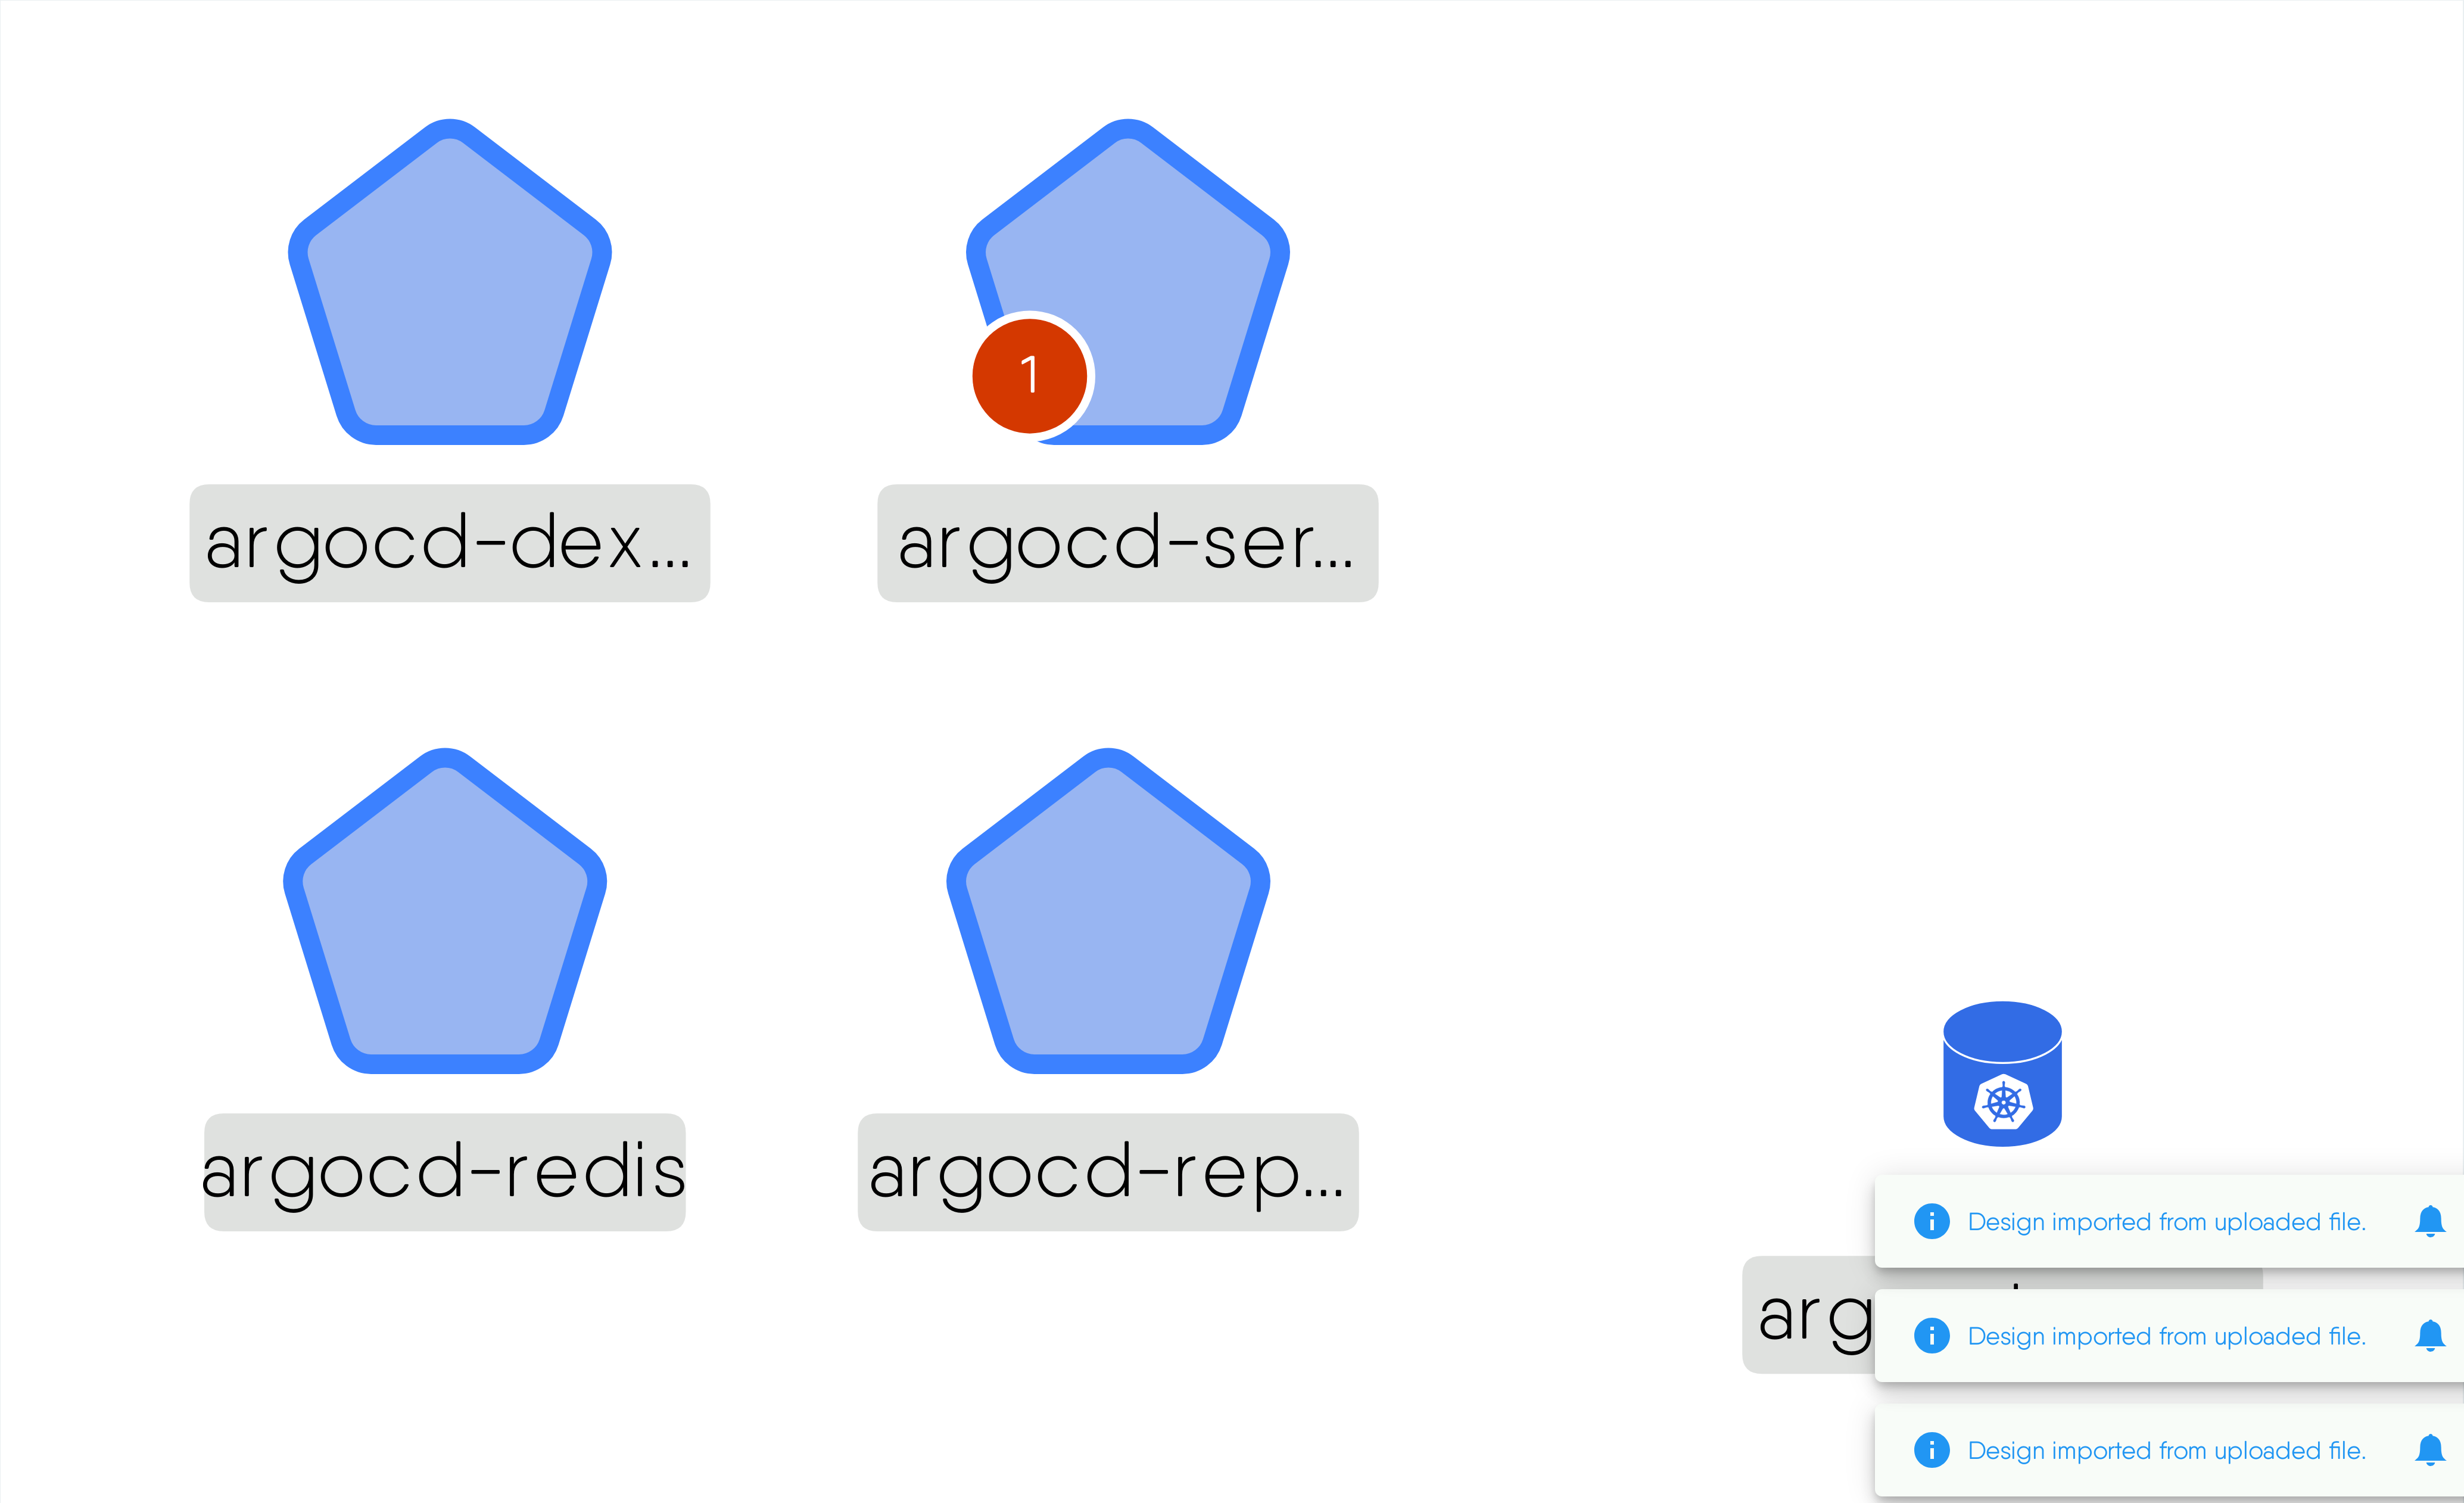 1
argocd-dex...
argocd-ser...
argocd-redis
argocd-rep...
Design imported from uploaded file.
Design imported from uploaded file.
Design imported from uploaded file.